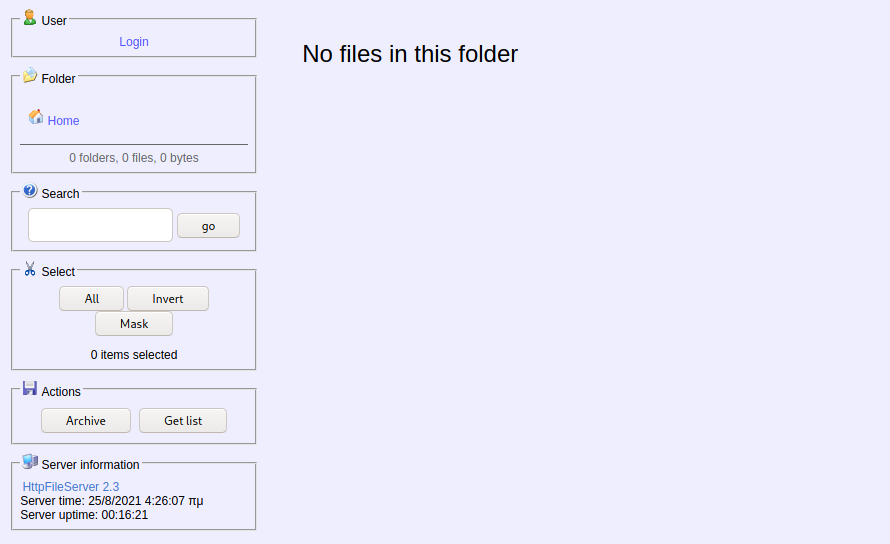 User
Login
Folder
Home
0 folders, 0 files, 0 bytes
Search
go
Select
All Invert
Mask
0 items selected
Actions
Archive Get list
Server information
HttpFileServer 2.3
Server time: 25/8/2021 4:26:07 πμ
Server uptime: 00:16:21
No files in this folder